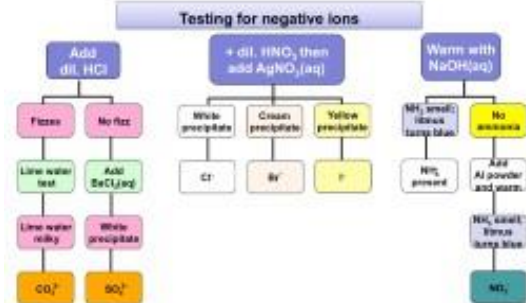 Testing for negative ions
Add
dil. HCl
+ dil. HNO₃ then
add AgNO₃(aq)
Warm with
NaOH(aq)
Fizzes
No fizz
White
precipitate
Cream
precipitate
Yellow
precipitate
NH₃ smell;
litmus
turns blue
No
ammonia
Lime water
test
Add
BaCl₂(aq)
Cl⁻
Br⁻
I⁻
present
Add
Al powder
and warm
Lime water
milky
White
precipitate
NH₃ smell,
litmus
turns blue
CO₃²⁻
SO₄²⁻
NO₃⁻